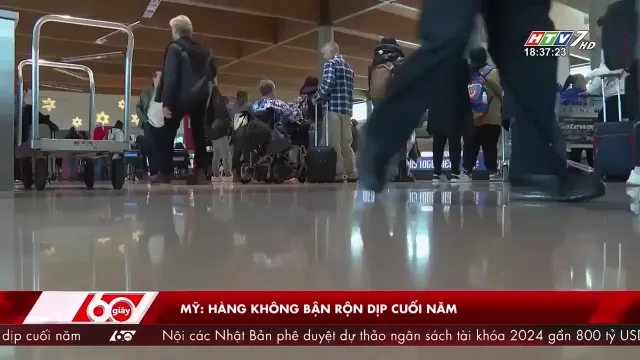 HTV7 HD
18:37:23
Gateway
60 giây
MỸ: HÀNG KHÔNG BẬN RỘN DỊP CUỐI NĂM
dịp cuối năm 60 Nội các Nhật Bản phê duyệt dự thảo ngân sách tài khóa 2024 gần 800 tỷ USD